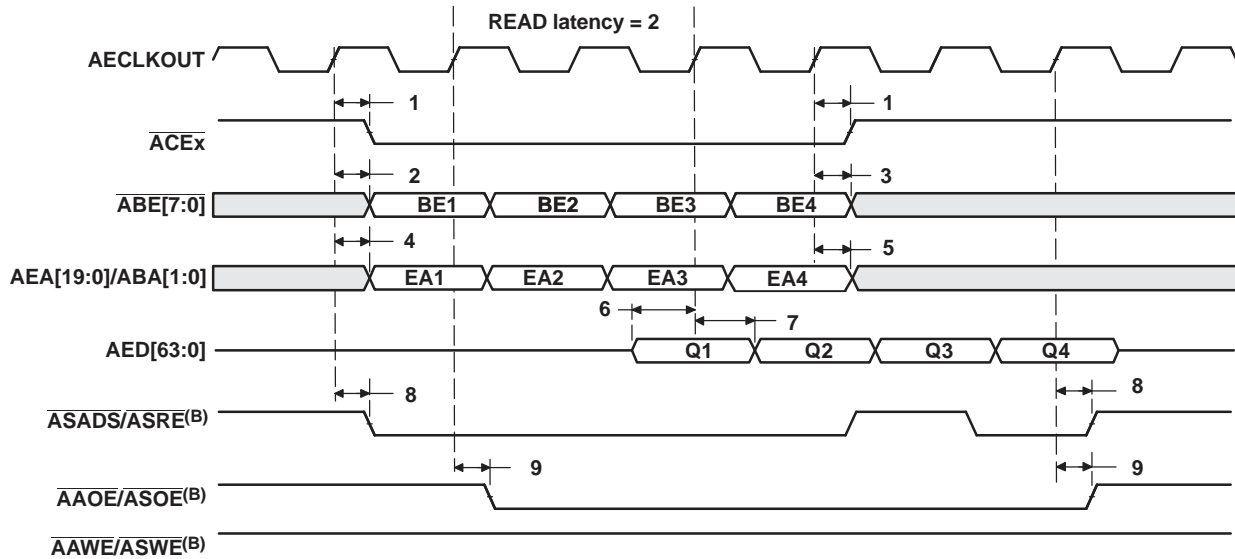 READ latency = 2
AECLKOUT
1 1
ACEx
2 3
ABE[7:0] BE1 BE2 BE3 BE4
4 5
AEA[19:0]/ABA[1:0] EA1 EA2 EA3 EA4
6 7
AED[63:0] Q1 Q2 Q3 Q4
8 8
ASADS/ASRE(B)
9 9
AAOE/ASOE(B)
AAWE/ASWE(B)